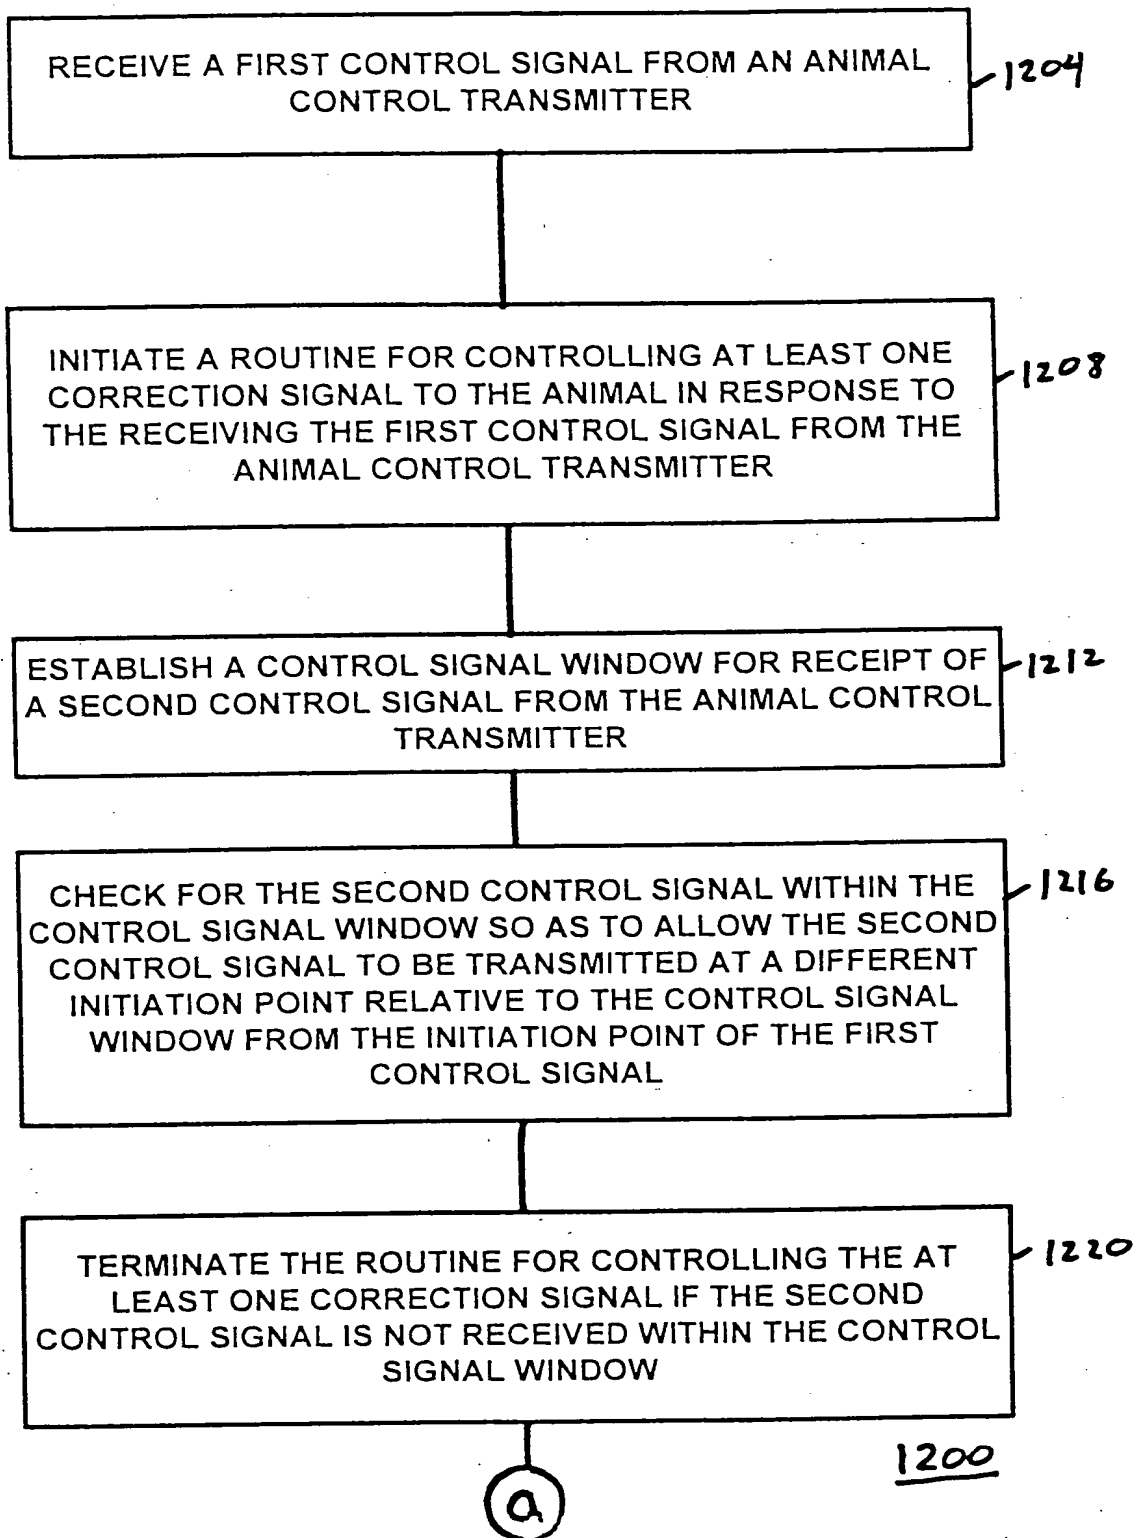 RECEIVE A FIRST CONTROL SIGNAL FROM AN ANIMAL
CONTROL TRANSMITTER
1204
INITIATE A ROUTINE FOR CONTROLLING AT LEAST ONE
CORRECTION SIGNAL TO THE ANIMAL IN RESPONSE TO
THE RECEIVING THE FIRST CONTROL SIGNAL FROM THE
ANIMAL CONTROL TRANSMITTER
1208
ESTABLISH A CONTROL SIGNAL WINDOW FOR RECEIPT OF
A SECOND CONTROL SIGNAL FROM THE ANIMAL CONTROL
TRANSMITTER
1212
CHECK FOR THE SECOND CONTROL SIGNAL WITHIN THE
CONTROL SIGNAL WINDOW SO AS TO ALLOW THE SECOND
CONTROL SIGNAL TO BE TRANSMITTED AT A DIFFERENT
INITIATION POINT RELATIVE TO THE CONTROL SIGNAL
WINDOW FROM THE INITIATION POINT OF THE FIRST
CONTROL SIGNAL
1216
TERMINATE THE ROUTINE FOR CONTROLLING THE AT
LEAST ONE CORRECTION SIGNAL IF THE SECOND
CONTROL SIGNAL IS NOT RECEIVED WITHIN THE CONTROL
SIGNAL WINDOW
1220
1200
a